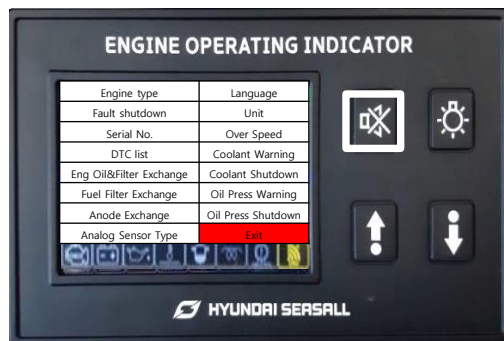 ENGINE OPERATING INDICATOR
Engine type Language
Fault shutdown Unit
Serial No. Over Speed
DTC list Coolant Warning
Eng Oil&Filter Exchange Coolant Shutdown
Fuel Filter Exchange Oil Press Warning
Anode Exchange Oil Press Shutdown
Analog Sensor Type Exit
HYUNDAI SEASALL